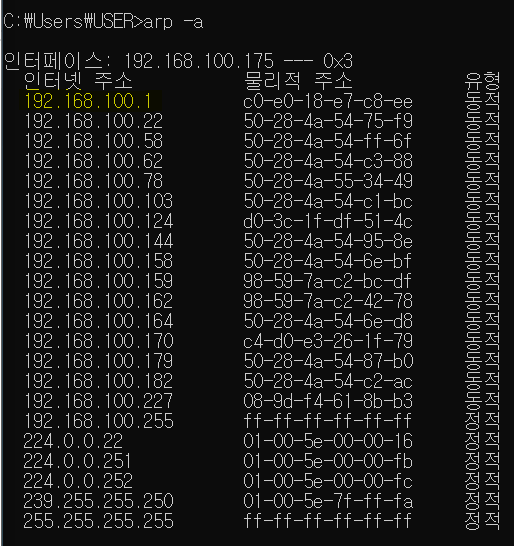 C:₩Users₩USER>arp -a
인터페이스: 192.168.100.175 --- 0x3
인터넷 주소 물리적 주소 유형
192.168.100.1 c0-e0-18-e7-c8-ee 동적
192.168.100.22 50-28-4a-54-75-f9 동적
192.168.100.58 50-28-4a-54-ff-6f 동적
192.168.100.62 50-28-4a-54-c3-88 동적
192.168.100.78 50-28-4a-55-34-49 동적
192.168.100.103 50-28-4a-54-c1-bc 동적
192.168.100.124 d0-3c-1f-df-51-4c 동적
192.168.100.144 50-28-4a-54-95-8e 동적
192.168.100.158 50-28-4a-54-6e-bf 동적
192.168.100.159 98-59-7a-c2-bc-df 동적
192.168.100.162 98-59-7a-c2-42-78 동적
192.168.100.164 50-28-4a-54-6e-d8 동적
192.168.100.170 c4-d0-e3-26-1f-79 동적
192.168.100.179 50-28-4a-54-87-b0 동적
192.168.100.182 50-28-4a-54-c2-ac 동적
192.168.100.227 08-9d-f4-61-8b-b3 동적
192.168.100.255 ff-ff-ff-ff-ff-ff 정적
224.0.0.22 01-00-5e-00-00-16 정적
224.0.0.251 01-00-5e-00-00-fb 정적
224.0.0.252 01-00-5e-00-00-fc 정적
239.255.255.250 01-00-5e-7f-ff-fa 정적
255.255.255.255 ff-ff-ff-ff-ff-ff 정적